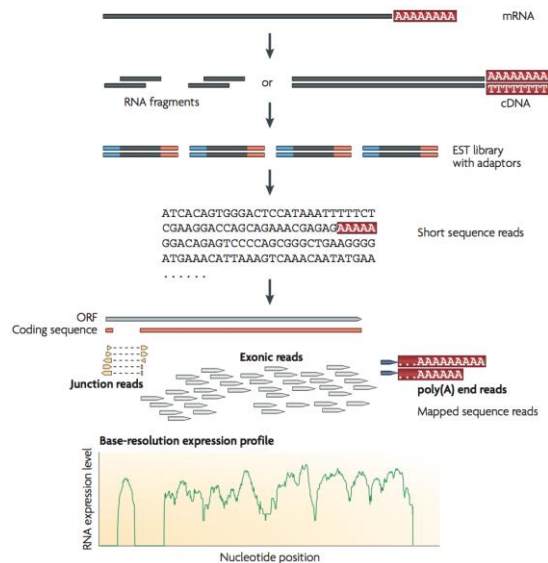 AAAAAAAA
mRNA
RNA fragments
or
AAAAAAAA
TTTTTTTT
cDNA
EST library
with adaptors
ATCACAGTGGGACTCCATAAATTTTTCT
CGAAGGACCAGCAGAAACGAGAGAAAAA
GGACAGAGTCCCCAGCGGGCTGAAGGGG
ATGAAACATTAAAGTCAAACAATATGAA
......
Short sequence reads
ORF
Coding sequence
Junction reads
Exonic reads
...AAAAAAAAA
...AAAAAA
poly(A) end reads
Mapped sequence reads
Base-resolution expression profile
RNA expression level
Nucleotide position